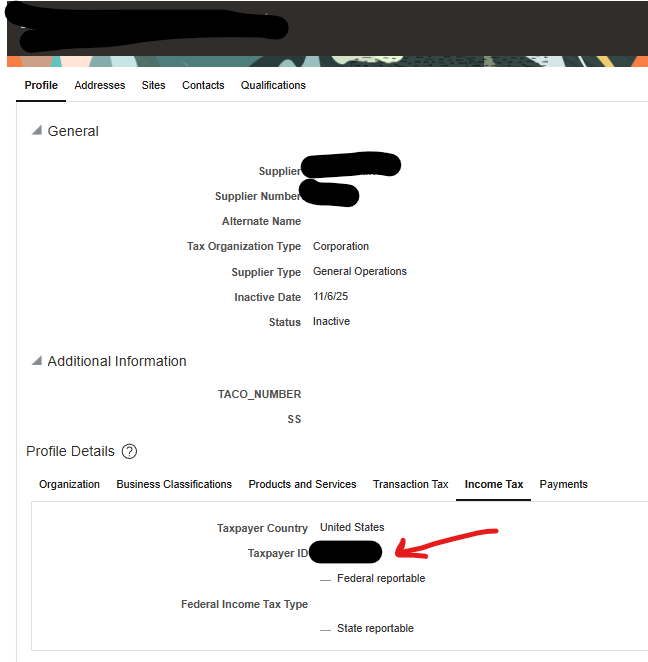 Profile Addresses Sites Contacts Qualifications
General
Supplier
Supplier Number
Alternate Name
Tax Organization Type Corporation
Supplier Type General Operations
Inactive Date 11/6/25
Status Inactive
Additional Information
TACO_NUMBER
SS
Profile Details ?
Organization Business Classifications Products and Services Transaction Tax Income Tax Payments
Taxpayer Country United States
Taxpayer ID
— Federal reportable
Federal Income Tax Type
— State reportable